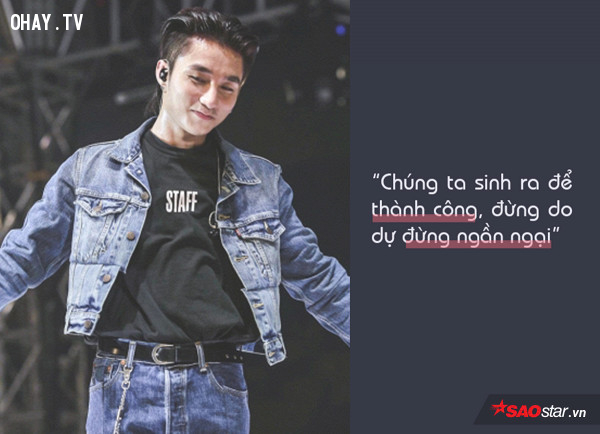 OHAY.TV
STAFF
“Chúng ta sinh ra để
thành công, đừng do
dự đừng ngần ngại”
SAOstar.vn